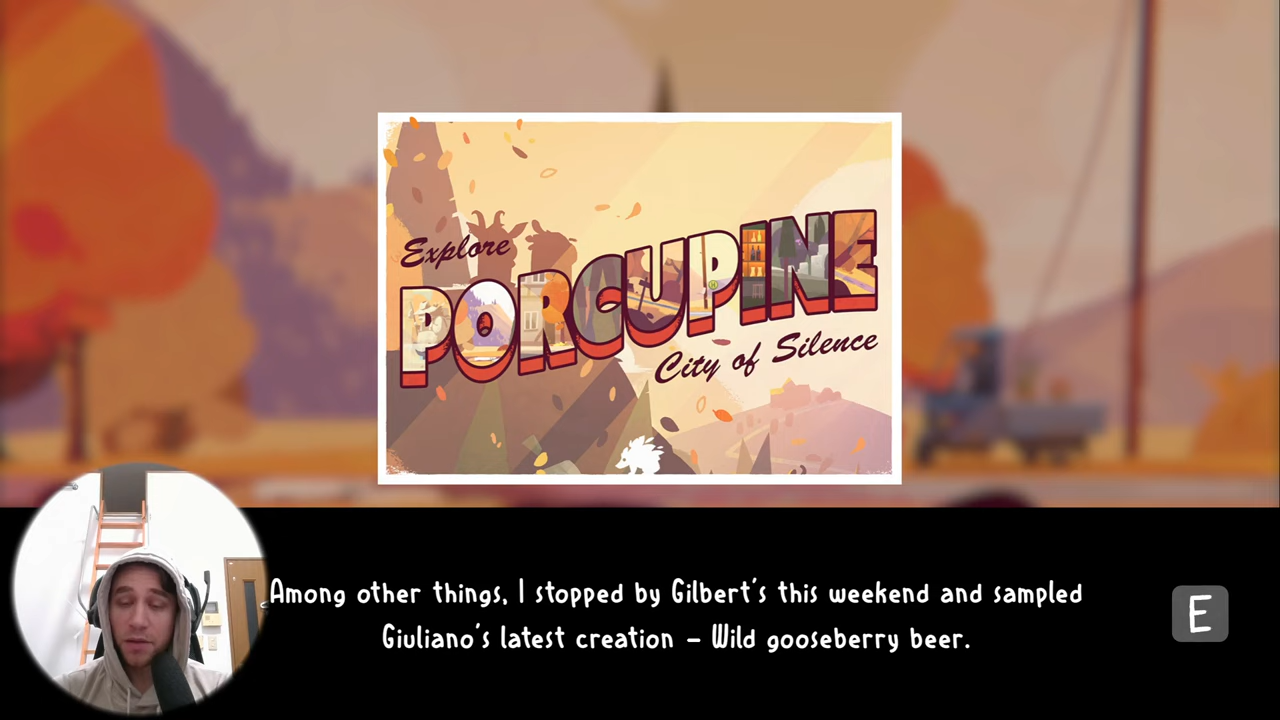 Explore
PORCUPINE
City of Silence
Among other things, I stopped by Gilbert's this weekend and sampled
Giuliano's latest creation – Wild gooseberry beer.
E